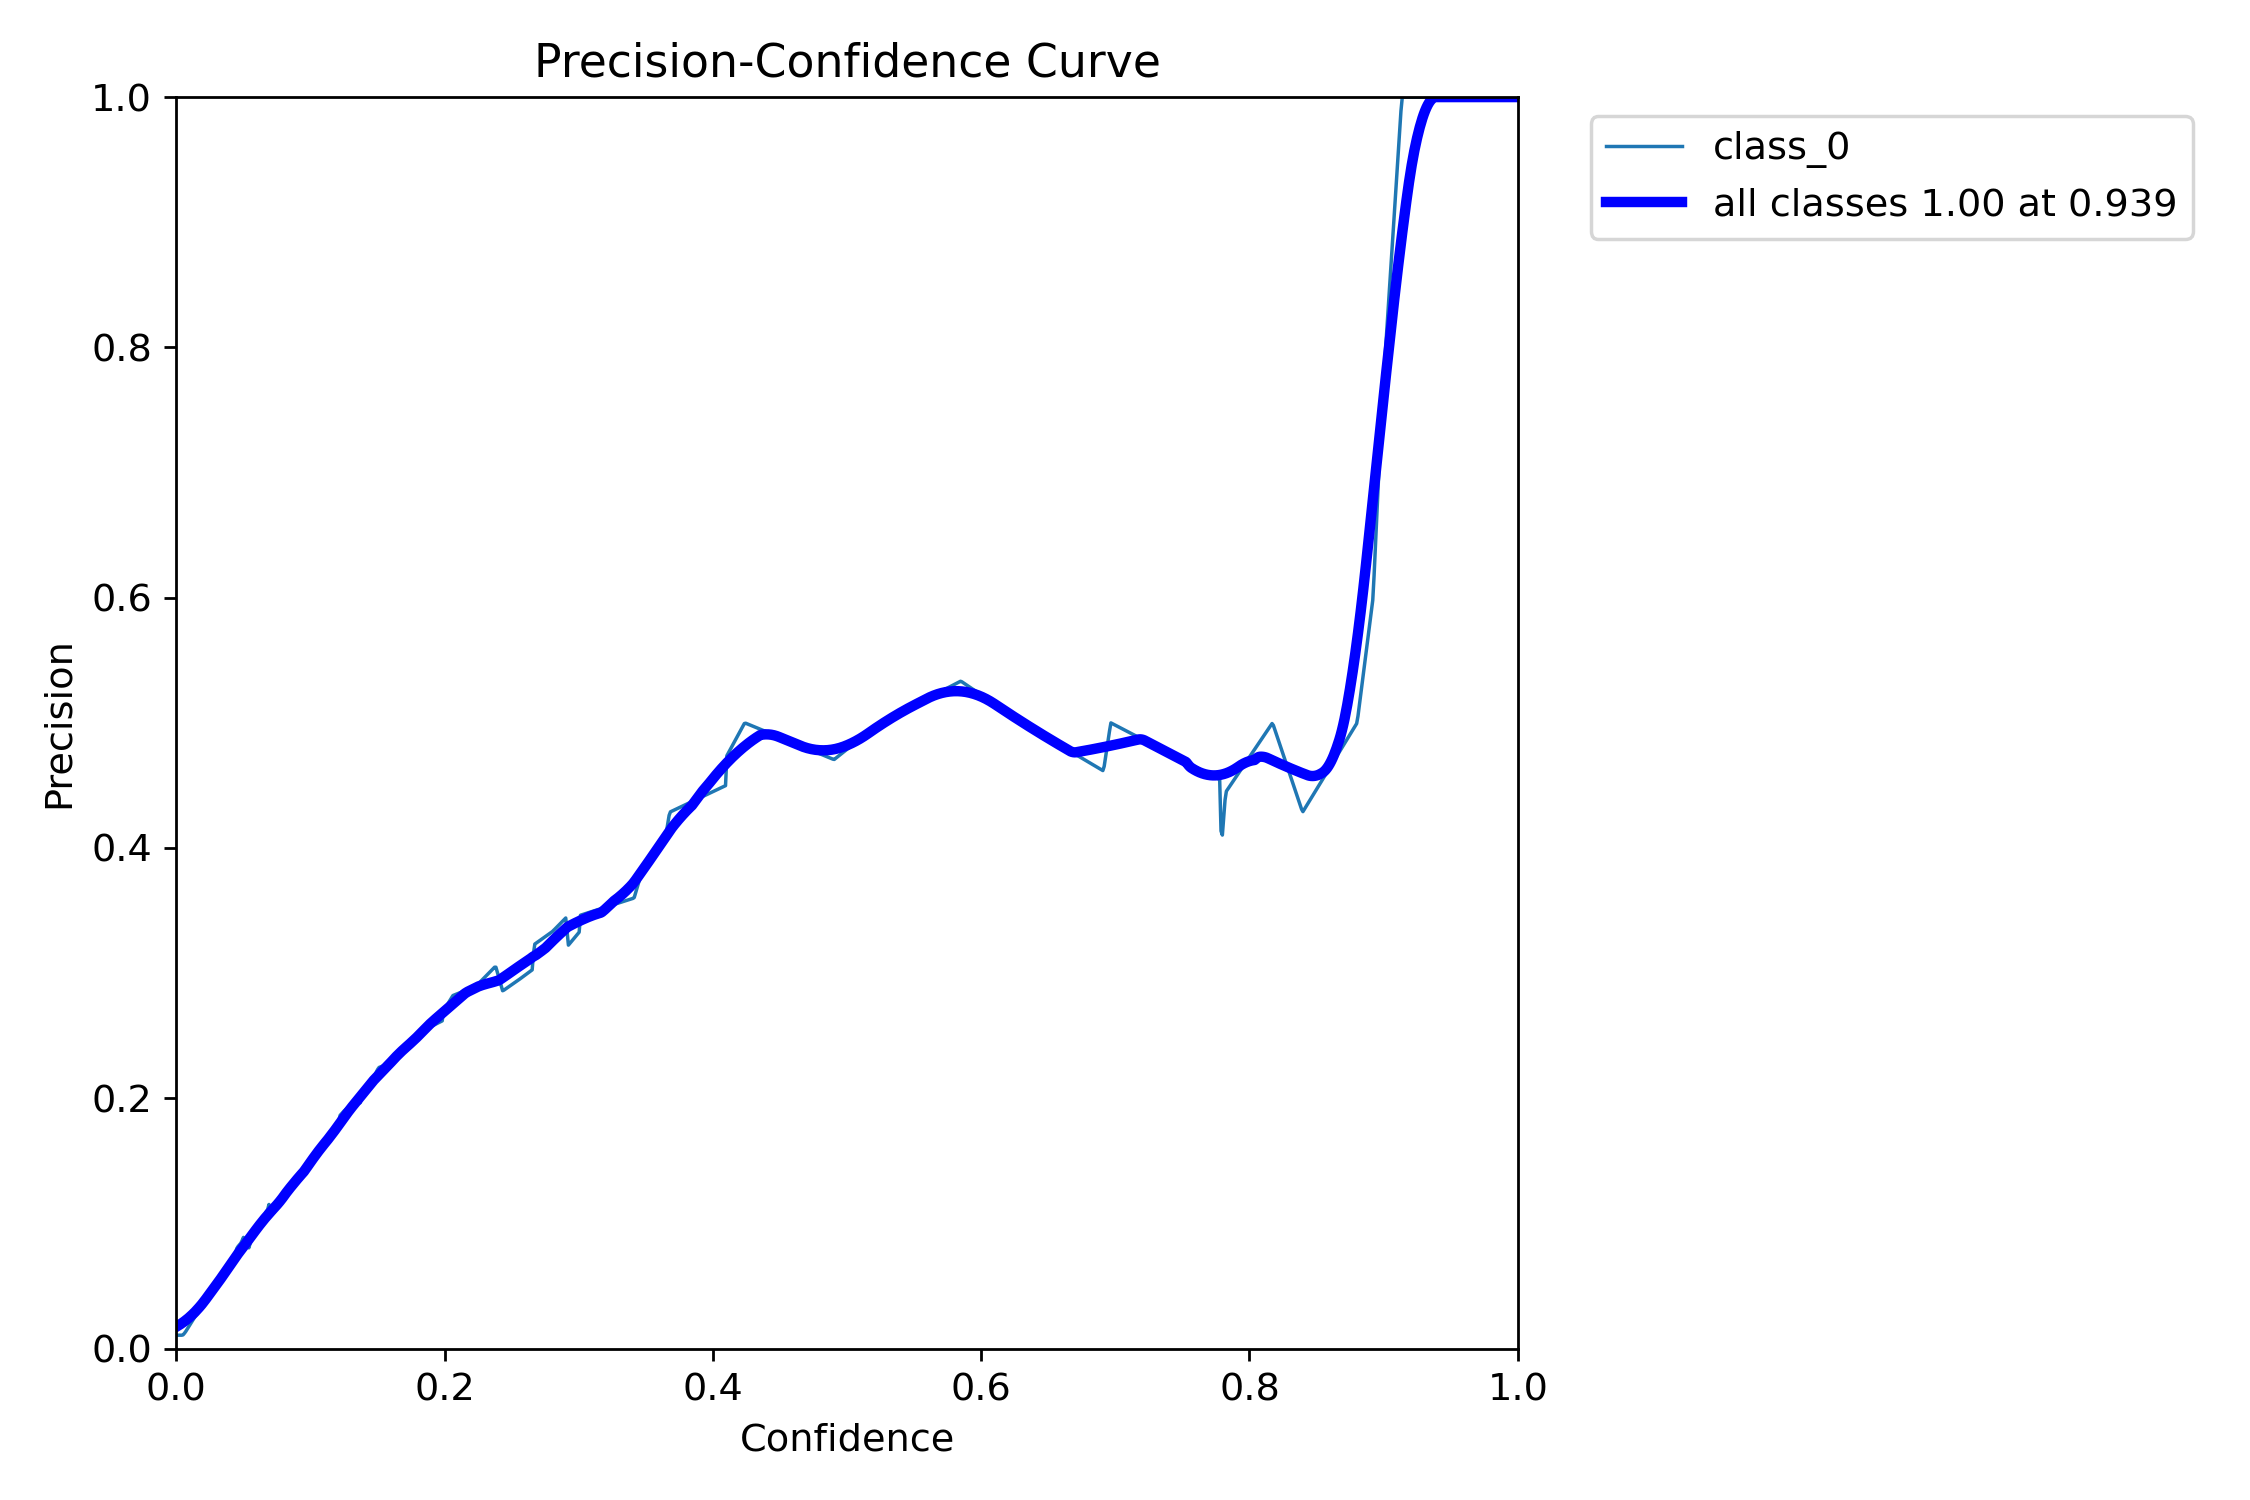 Precision-Confidence Curve
1.0
0.8
0.6
0.4
0.2
0.0
Precision
0.0 0.2 0.4 0.6 0.8 1.0
Confidence
class_0
all classes 1.00 at 0.939